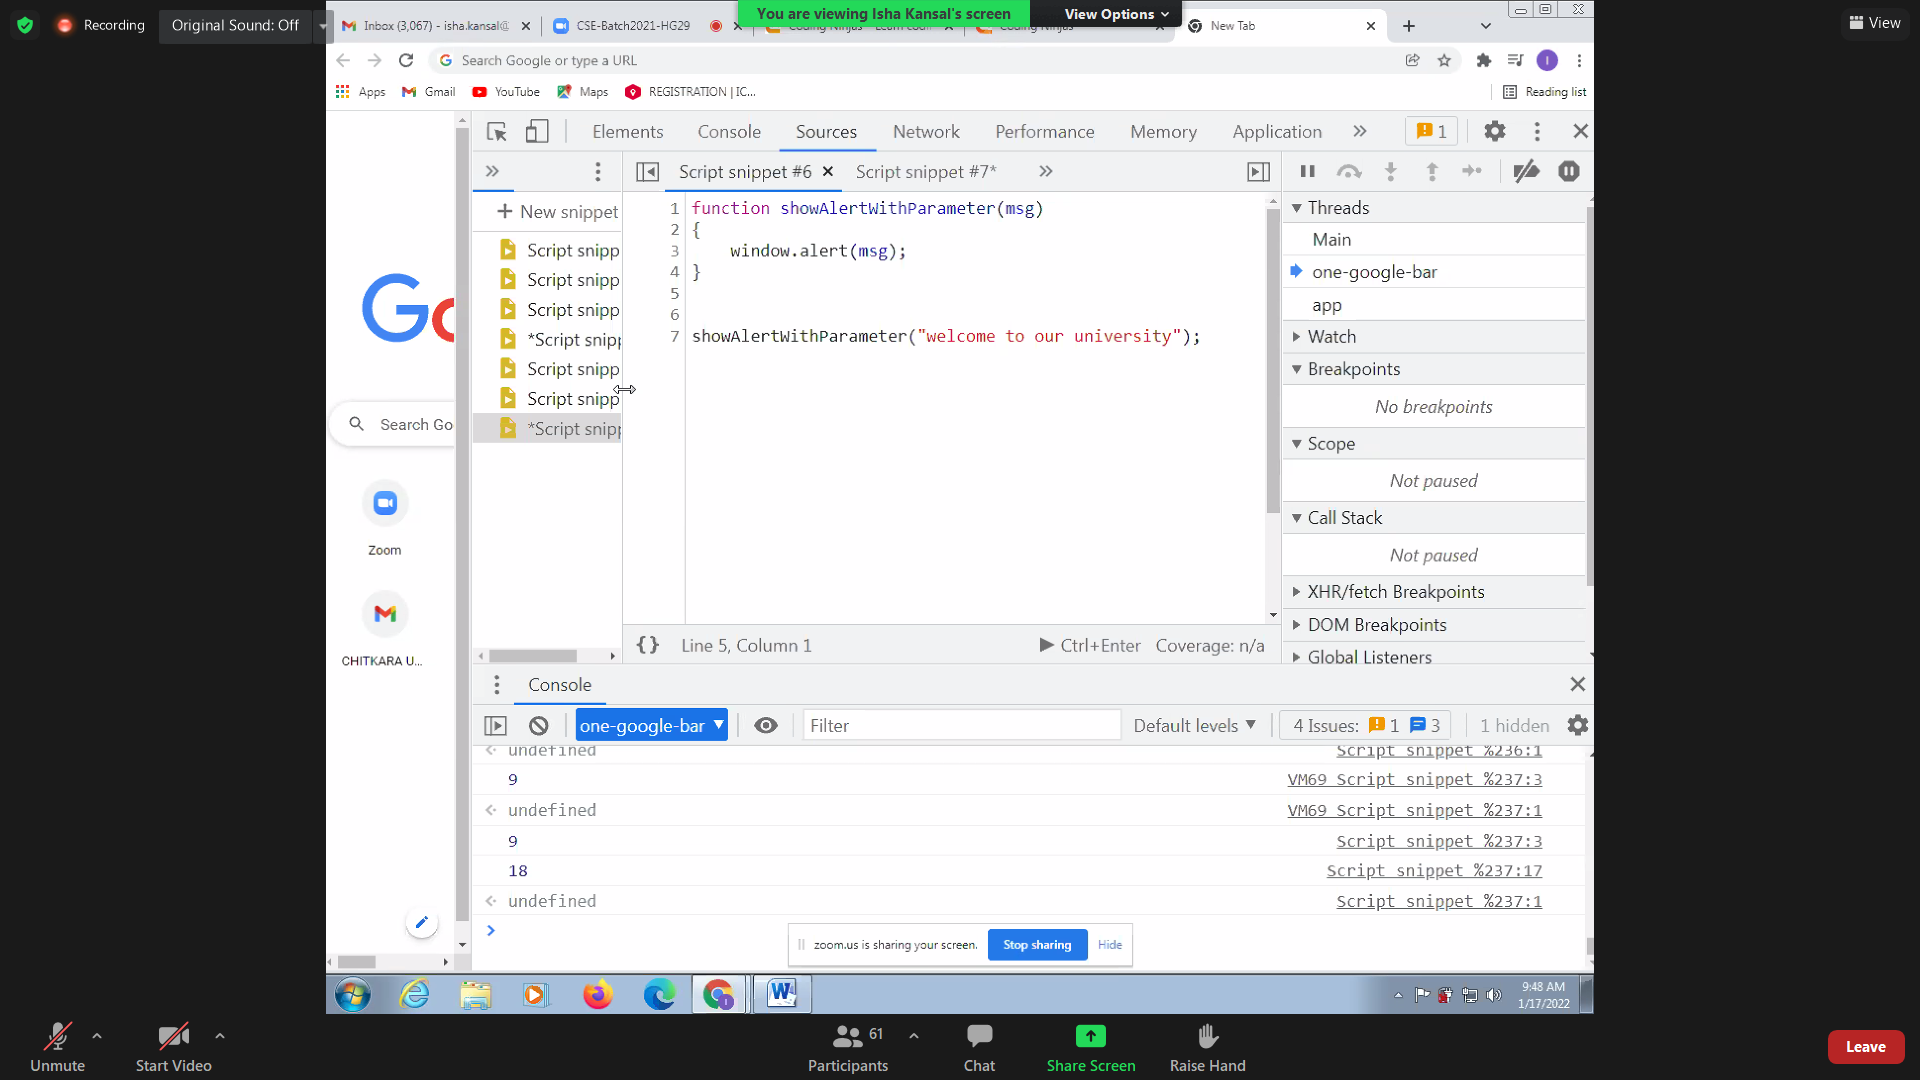 Recording
Original Sound: Off
You are viewing Isha Kansal's screen
View Options
View
Inbox (3,067) - isha.kansal@
CSE-Batch2021-HG29
Coding Ninjas
New Tab
Search Google or type a URL
Apps
Gmail
YouTube
Maps
REGISTRATION | IC...
Reading list
Elements
Console
Sources
Network
Performance
Memory
Application
1
Script snippet #6
Script snippet #7*
New snippet
Script snipp
Script snipp
Script snipp
*Script snipp
Script snipp
Script snipp
*Script snipp
1 function showAlertWithParameter(msg)
2 {
3 window.alert(msg);
4 }
5
6
7 showAlertWithParameter("welcome to our university");
{ } Line 5, Column 1
Ctrl+Enter
Coverage: n/a
Threads
Main
one-google-bar
app
Watch
Breakpoints
No breakpoints
Scope
Not paused
Call Stack
Not paused
XHR/fetch Breakpoints
DOM Breakpoints
Global Listeners
Go
Search Go
Zoom
CHITKARA U...
Console
one-google-bar
Filter
Default levels
4 Issues: 1 3
1 hidden
undefined Script snippet %236:1
9 VM69 Script snippet %237:3
undefined VM69 Script snippet %237:1
9 Script snippet %237:3
18 Script snippet %237:17
undefined Script snippet %237:1
zoom.us is sharing your screen.
Stop sharing
Hide
9:48 AM
1/17/2022
Unmute
Start Video
61
Participants
Chat
Share Screen
Raise Hand
Leave